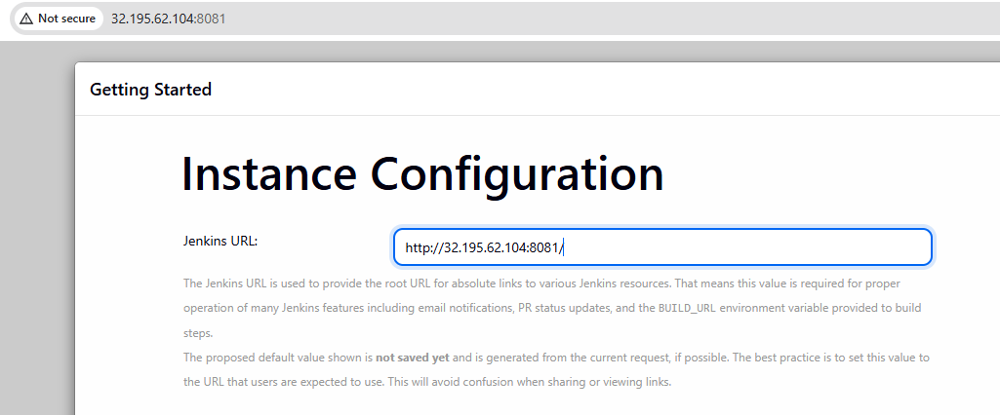 Not secure 32.195.62.104:8081
Getting Started
Instance Configuration
Jenkins URL: http://32.195.62.104:8081/
The Jenkins URL is used to provide the root URL for absolute links to various Jenkins resources. That means this value is required for proper
operation of many Jenkins features including email notifications, PR status updates, and the BUILD_URL environment variable provided to build
steps.
The proposed default value shown is not saved yet and is generated from the current request, if possible. The best practice is to set this value to
the URL that users are expected to use. This will avoid confusion when sharing or viewing links.